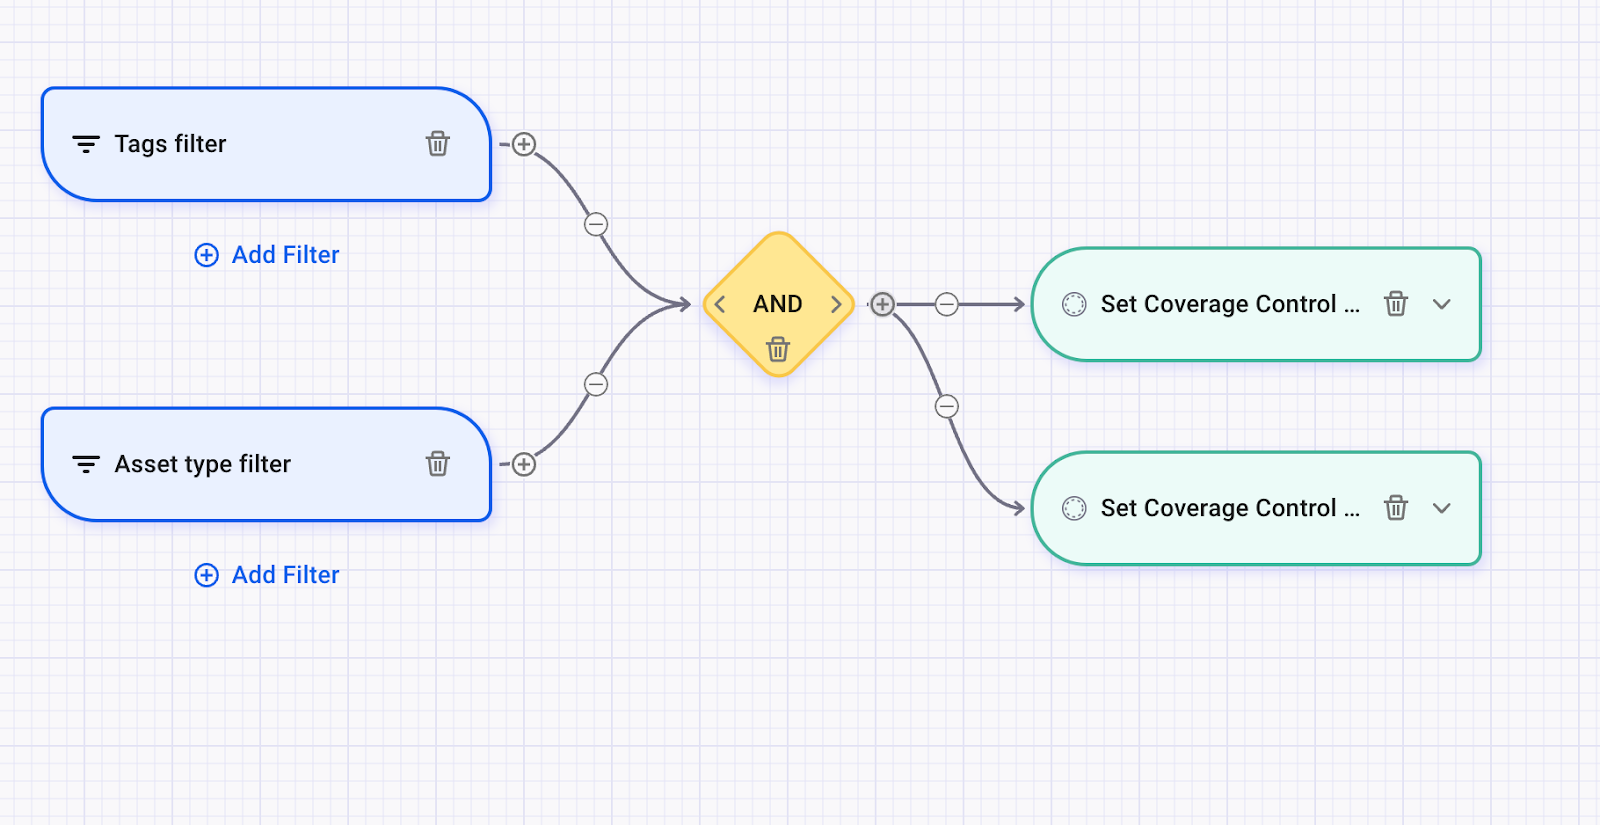 Tags filter
Add Filter
AND
Set Coverage Control ...
Asset type filter
Set Coverage Control ...
Add Filter